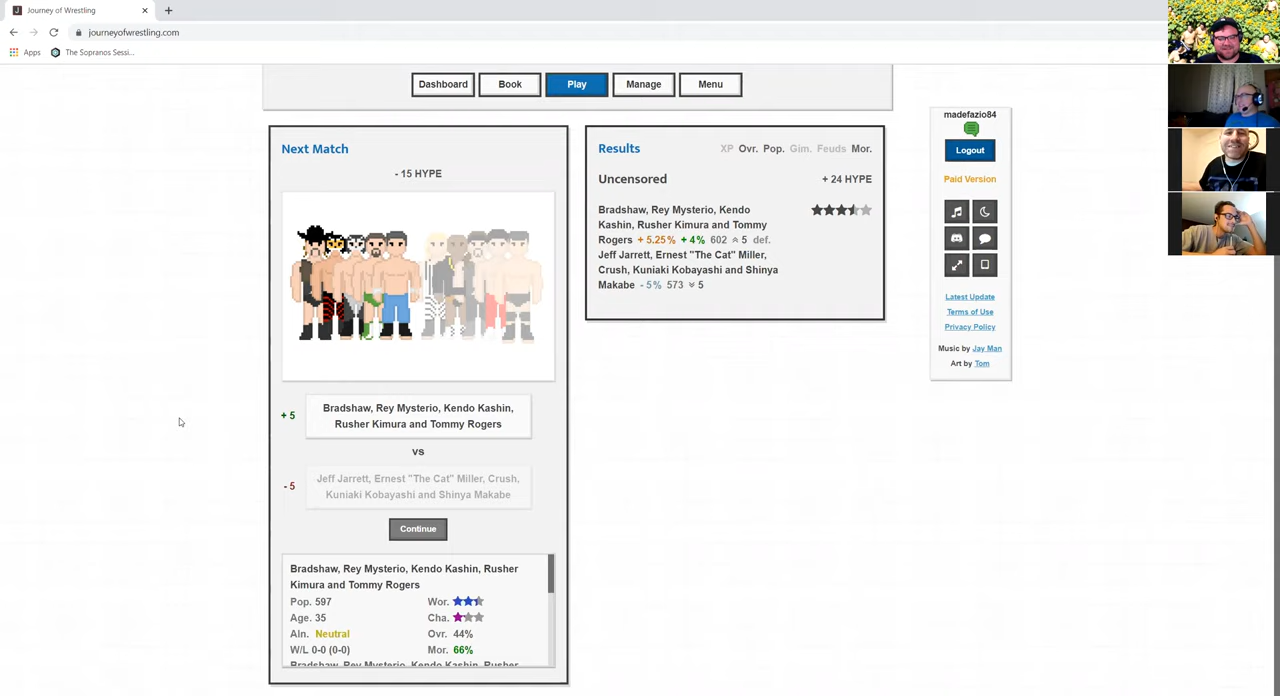 Journey of Wrestling
journeyofwrestling.com
Apps
The Sopranos Sessi...
Dashboard
Book
Play
Manage
Menu
Next Match
- 15 HYPE
+ 5
Bradshaw, Rey Mysterio, Kendo Kashin,
Rusher Kimura and Tommy Rogers
vs
- 5
Jeff Jarrett, Ernest "The Cat" Miller, Crush,
Kuniaki Kobayashi and Shinya Makabe
Continue
Bradshaw, Rey Mysterio, Kendo Kashin, Rusher
Kimura and Tommy Rogers
Pop. 597 Wor.
Age. 35 Cha.
Aln. Neutral Ovr. 44%
W/L 0-0 (0-0) Mor. 66%
Bradshaw, Rey Mysterio, Kendo Kashin, Rusher
Results XP Ovr. Pop. Gim. Feuds Mor.
Uncensored + 24 HYPE
Bradshaw, Rey Mysterio, Kendo
Kashin, Rusher Kimura and Tommy
Rogers + 5.25% + 4% 602 5 def.
Jeff Jarrett, Ernest "The Cat" Miller,
Crush, Kuniaki Kobayashi and Shinya
Makabe - 5% 573 5
madefazio84
Logout
Paid Version
Latest Update
Terms of Use
Privacy Policy
Music by Jay Man
Art by Tom